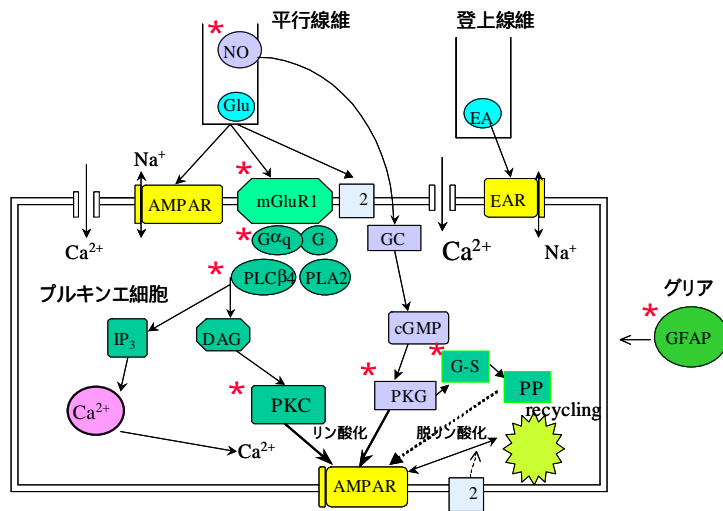 平行線維
登上線維
* NO
Glu
EA
Na⁺
*
AMPAR
mGluR1
2
EAR
Ca²⁺
* Gαq
G
GC
Ca²⁺
Na⁺
* PLCβ4
PLA2
プルキンエ細胞
グリア
* GFAP
IP₃
DAG
cGMP
* G-S
* PKC
* PKG
PP
Ca²⁺
recycling
リン酸化
脱リン酸化
Ca²⁺
AMPAR
2